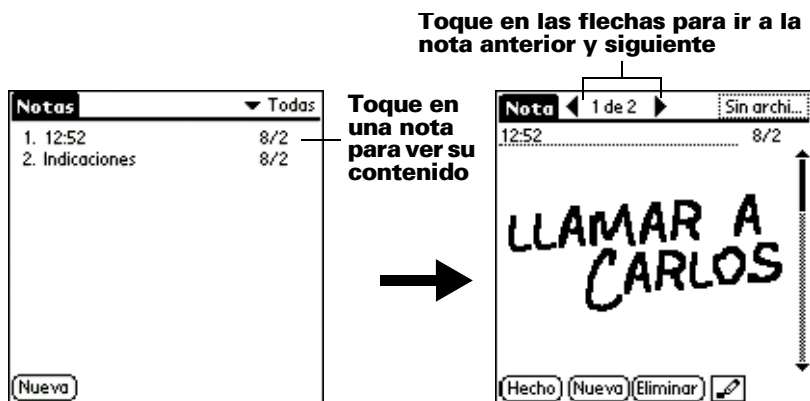 Toque en las flechas para ir a la
nota anterior y siguiente
Notas
Todas
1. 12:52 8/2
2. Indicaciones 8/2
Nueva
Toque en
una nota
para ver su
contenido
Nota 1 de 2 Sin archi...
12:52 8/2
LLAMAR A
CARLOS
Hecho Nueva Eliminar